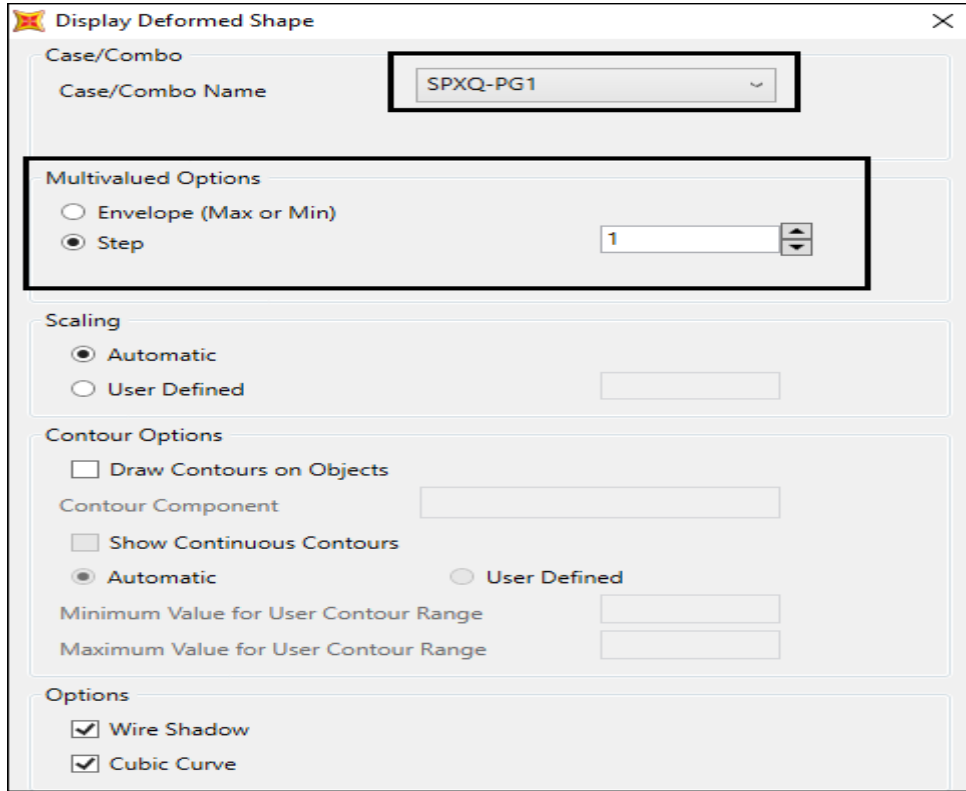 Display Deformed Shape
Case/Combo
Case/Combo Name
SPXQ-PG1
Multivalued Options
Envelope (Max or Min)
Step
1
Scaling
Automatic
User Defined
Contour Options
Draw Contours on Objects
Contour Component
Show Continuous Contours
Automatic
User Defined
Minimum Value for User Contour Range
Maximum Value for User Contour Range
Options
Wire Shadow
Cubic Curve